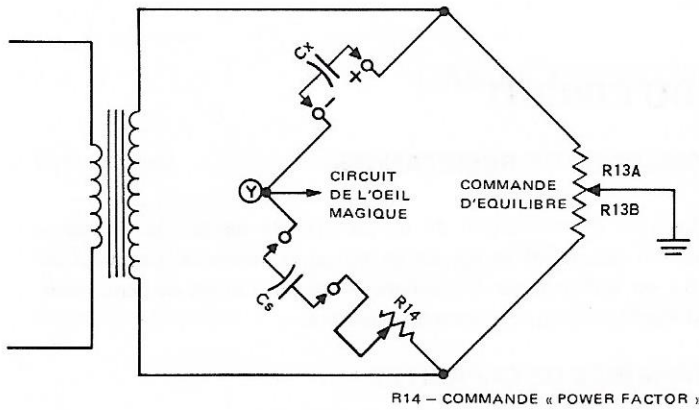 Cx
+
−
Y
CIRCUIT
DE L'OEIL
MAGIQUE
COMMANDE
D'EQUILIBRE
R13A
R13B
Cs
R14
R14 – COMMANDE « POWER FACTOR »